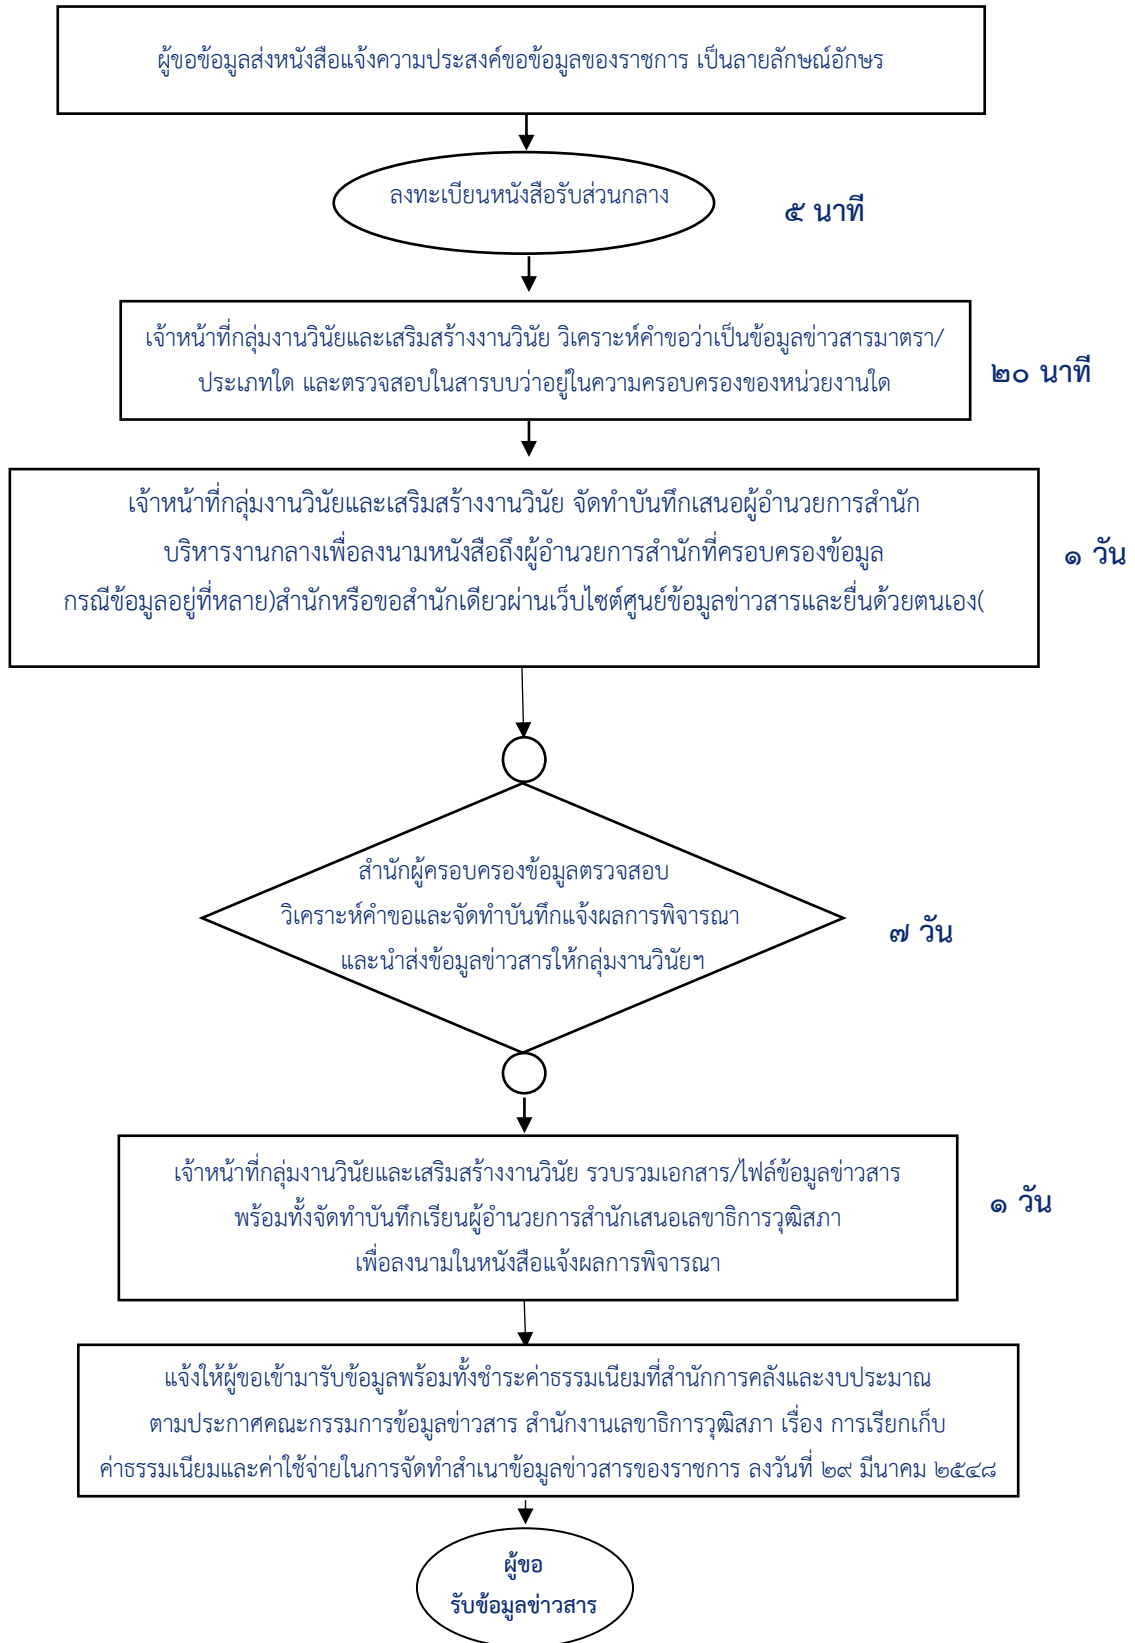 ผู้ขอข้อมูลส่งหนังสือแจ้งความประสงค์ขอข้อมูลของราชการ เป็นลายลักษณ์อักษร
ลงทะเบียนหนังสือรับส่วนกลาง
๕ นาที
เจ้าหน้าที่กลุ่มงานวินัยและเสริมสร้างงานวินัย วิเคราะห์คำขอว่าเป็นข้อมูลข่าวสารมาตรา/
ประเภทใด และตรวจสอบในสารบบว่าอยู่ในความครอบครองของหน่วยงานใด
๒๐ นาที
เจ้าหน้าที่กลุ่มงานวินัยและเสริมสร้างงานวินัย จัดทำบันทึกเสนอผู้อำนวยการสำนัก
บริหารงานกลางเพื่อลงนามหนังสือถึงผู้อำนวยการสำนักที่ครอบครองข้อมูล
กรณีข้อมูลอยู่ที่หลาย)สำนักหรือขอสำนักเดียวผ่านเว็บไซต์ศูนย์ข้อมูลข่าวสารและยื่นด้วยตนเอง(
๑ วัน
สำนักผู้ครอบครองข้อมูลตรวจสอบ
วิเคราะห์คำขอและจัดทำบันทึกแจ้งผลการพิจารณา
และนำส่งข้อมูลข่าวสารให้กลุ่มงานวินัยฯ
๗ วัน
เจ้าหน้าที่กลุ่มงานวินัยและเสริมสร้างงานวินัย รวบรวมเอกสาร/ไฟล์ข้อมูลข่าวสาร
พร้อมทั้งจัดทำบันทึกเรียนผู้อำนวยการสำนักเสนอเลขาธิการวุฒิสภา
เพื่อลงนามในหนังสือแจ้งผลการพิจารณา
๑ วัน
แจ้งให้ผู้ขอเข้ามารับข้อมูลพร้อมทั้งชำระค่าธรรมเนียมที่สำนักการคลังและงบประมาณ
ตามประกาศคณะกรรมการข้อมูลข่าวสาร สำนักงานเลขาธิการวุฒิสภา เรื่อง การเรียกเก็บ
ค่าธรรมเนียมและค่าใช้จ่ายในการจัดทำสำเนาข้อมูลข่าวสารของราชการ ลงวันที่ ๒๙ มีนาคม ๒๕๔๘
ผู้ขอ
รับข้อมูลข่าวสาร